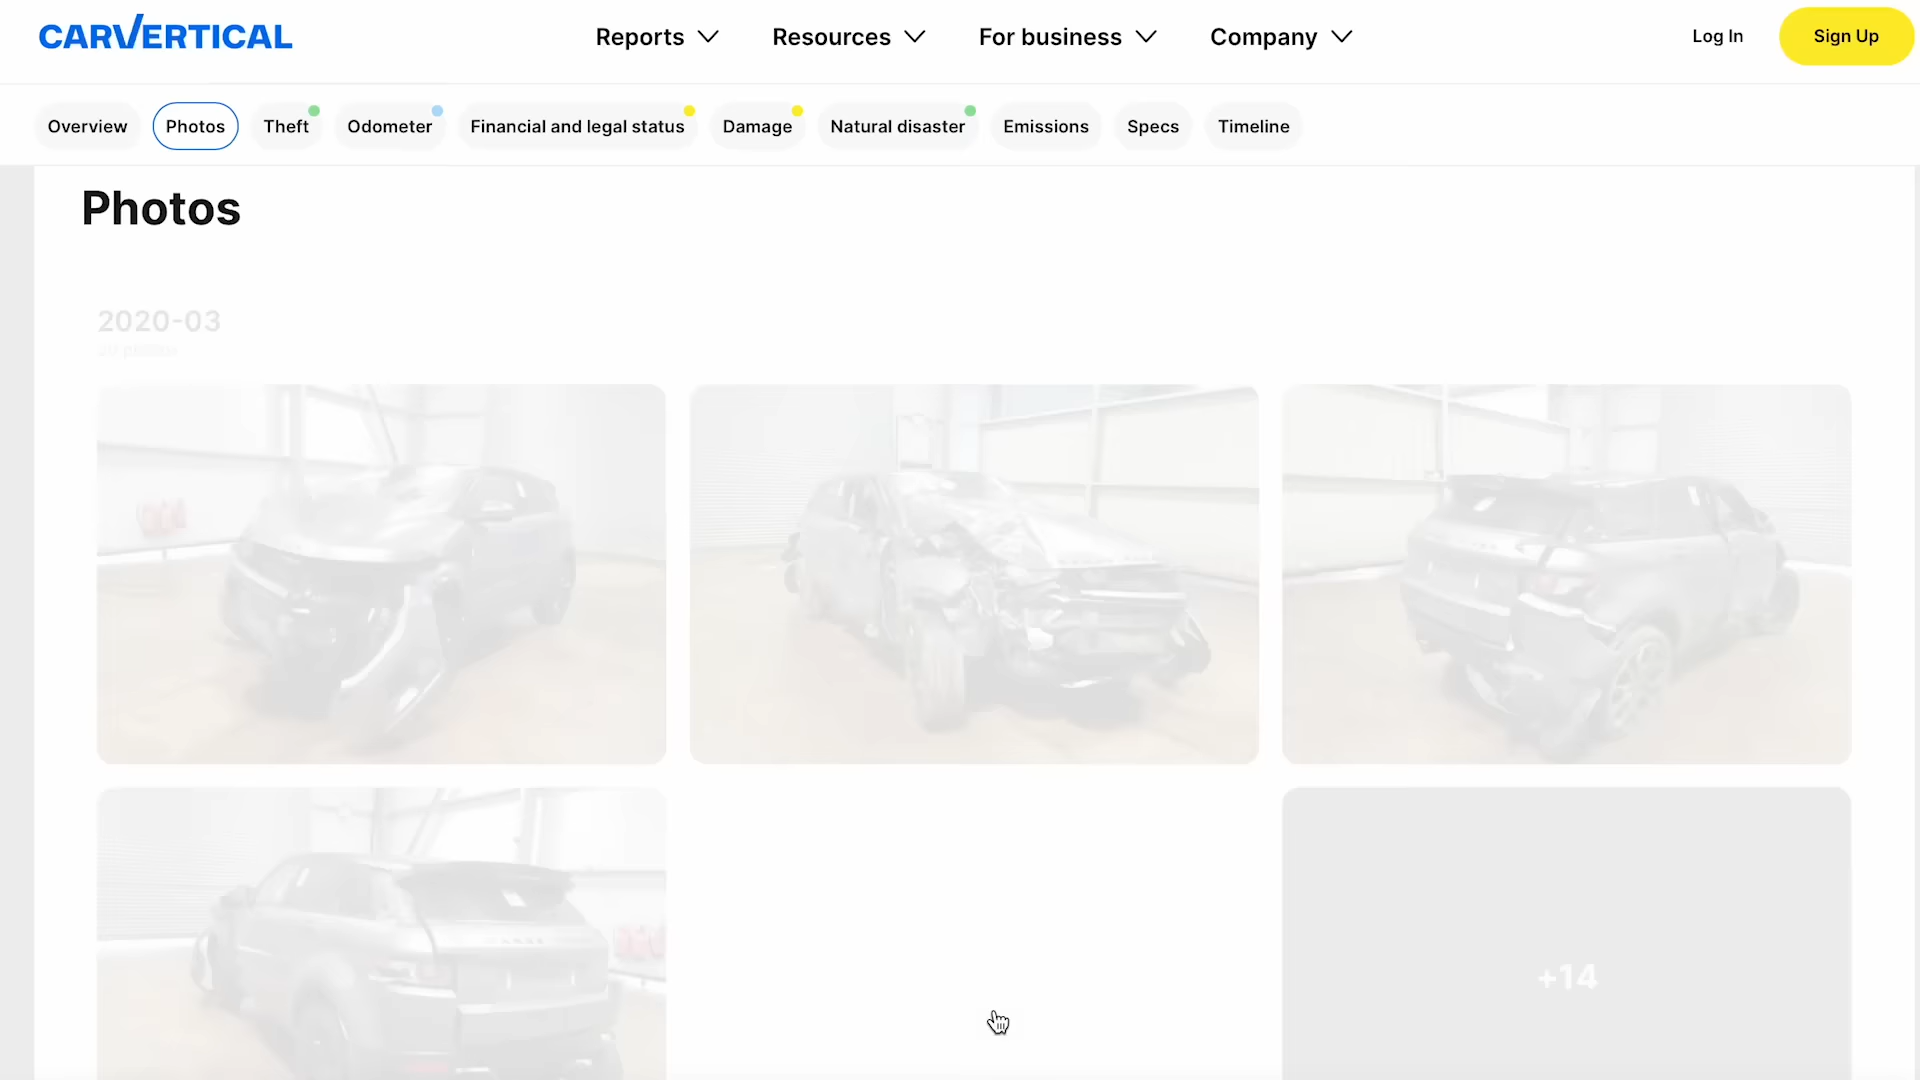 CARVERTICAL
Reports
Resources
For business
Company
Log In
Sign Up
Overview
Photos
Theft
Odometer
Financial and legal status
Damage
Natural disaster
Emissions
Specs
Timeline
Photos
2020-03
photos
+14